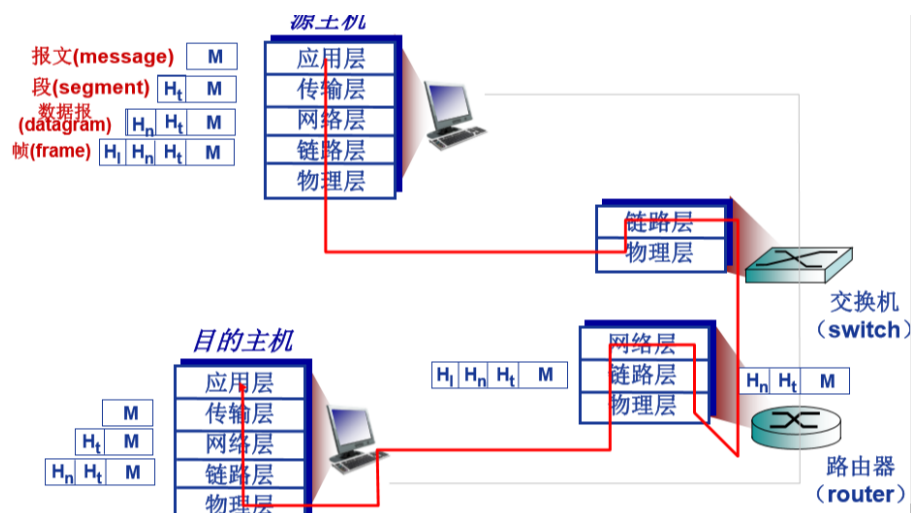 源主机
报文(message) M
应用层
段(segment) Ht M
传输层
数据报
(datagram) Hn Ht M
网络层
帧(frame) Hl Hn Ht M
链路层
物理层
链路层
物理层
交换机
（switch）
目的主机
网络层
Hl Hn Ht M
链路层
Hn Ht M
物理层
路由器
（router）
应用层
M
传输层
Ht M
网络层
Hn Ht M
链路层
物理层